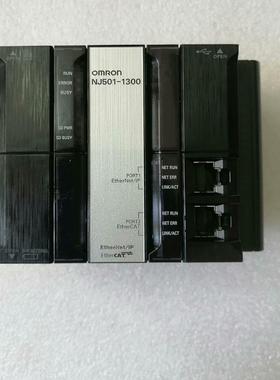 OPEN
RUN
ERROR
BUSY
SD PWR
SD BUSY
OMRON
NJ501-1300
PORT1
EtherNet/IP
NET RUN
NET ERR
LINK/ACT
PORT2
EtherCAT
NET RUN
NET ERR
LINK/ACT
EtherNet/IP
EtherCAT